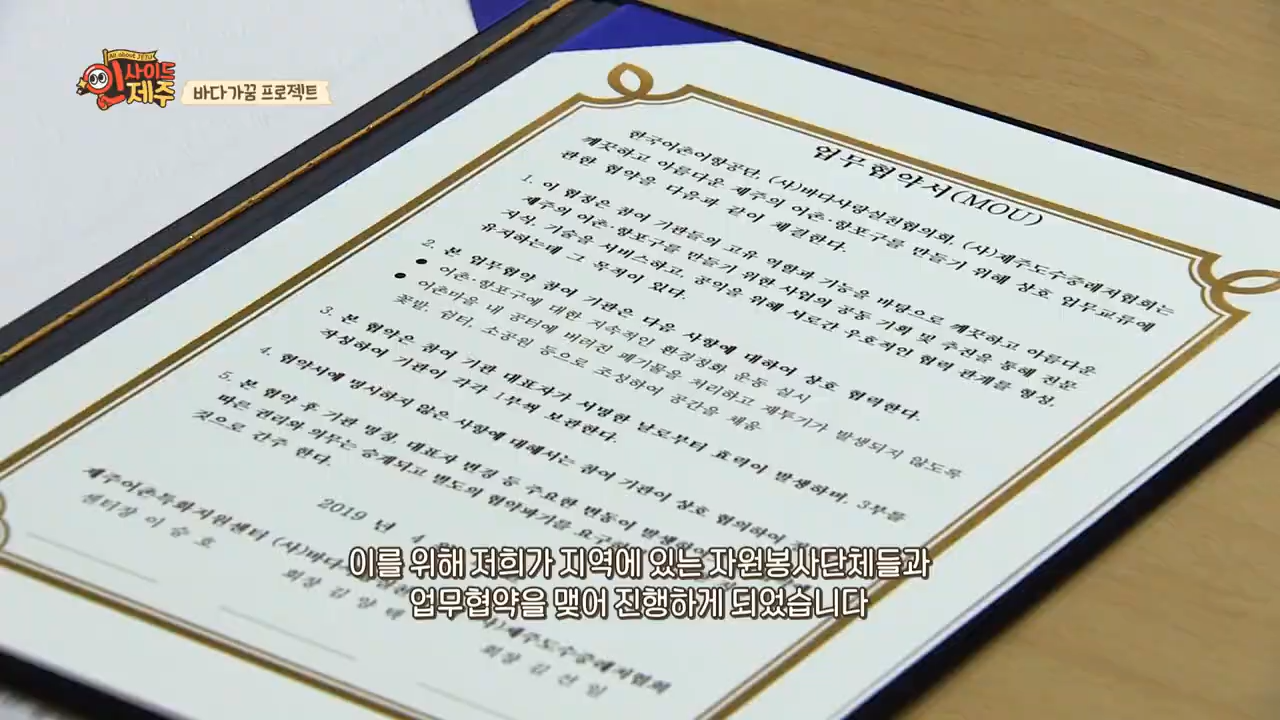 All about JEJU
인사이드
제주
바다가꿈 프로젝트
업무협약서(MOU)
한국어촌어항공단, (사)바다사랑실천협의회, (사)제주도수중레저협회는
깨끗하고 아름다운 제주의 어촌·항포구를 만들기 위해 상호 업무교류에
관한 협약을 다음과 같이 체결한다.
1. 이 협정은 참여 기관들의 고유 역할과 기능을 바탕으로 깨끗하고 아름다운
제주의 어촌·항포구를 만들기 위한 사업의 공동 기획 및 추진을 통해 전문
지식, 기술을 서비스하고, 공익을 위해 서로간 우호적인 협력 관계를 형성,
유지하는데 그 목적이 있다.
2. 본 업무협약 참여 기관은 다음 사항에 대하여 상호 협력한다.
● 어촌·항포구에 대한 지속적인 환경정화 운동 실시
● 어촌마을 내 공터에 버려진 폐기물을 처리하고 재투기가 발생되지 않도록
꽃밭, 쉼터, 소공원 등으로 조성하여 공간을 채움
3. 본 협약은 참여 기관 대표자가 서명한 날로부터 효력이 발생하며, 3부를
작성하여 기관이 각각 1부씩 보관한다.
4. 협약서에 명시하지 않은 사항에 대해서는 참여 기관이 상호 협의하여
5. 본 협약 후 기관 명칭, 대표자 변경 등 주요한 변동이 발생하
따른 권리와 의무는 승계되고 별도의 협약파기를 요구
것으로 간주 한다.
2019 년 4
제주어촌특화지원센터 (사)바다
센터장 이승호 회장 김 제주도수중레저협회
회장 김선일
이를 위해 저희가 지역에 있는 자원봉사단체들과
업무협약을 맺어 진행하게 되었습니다